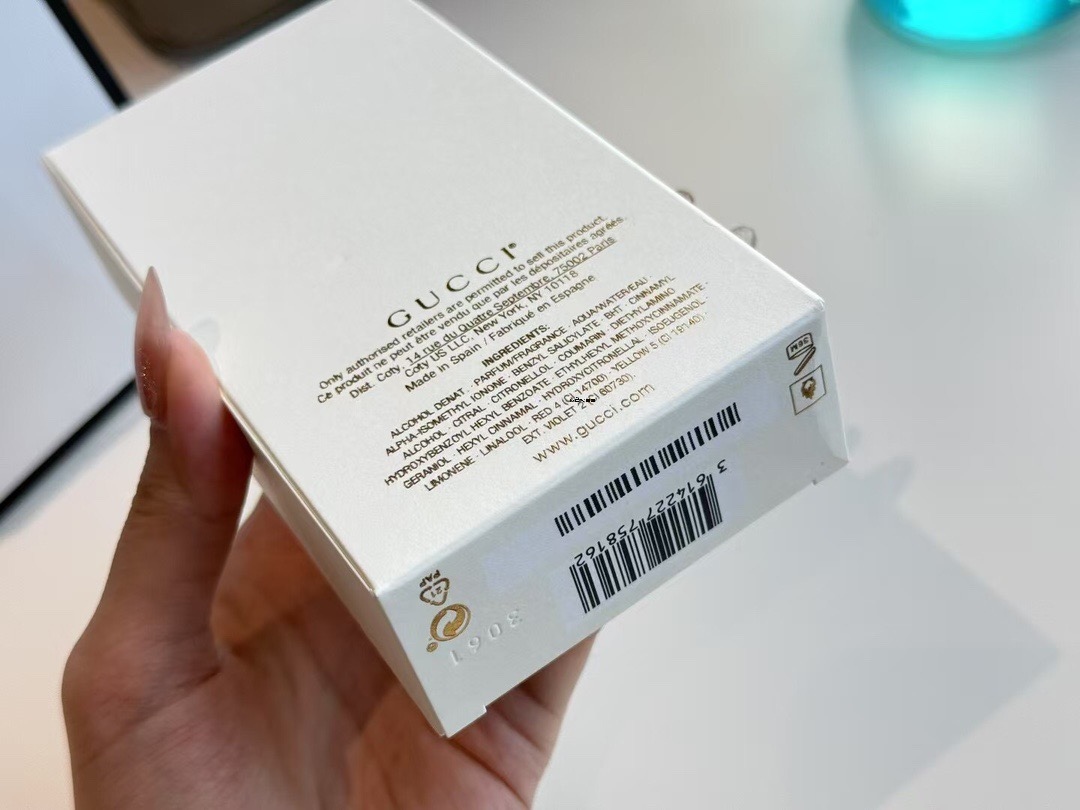 GUCCI®
Only authorised retailers are permitted to sell this product.
Ce produit ne peut être vendu que par les dépositaires agréés.
Dist. Coty, 14 rue du Quatre Septembre, 75002 Paris
Coty US LLC, New York, NY 10118
Made in Spain / Fabriqué en Espagne
INGREDIENTS:
ALCOHOL DENAT. · PARFUM/FRAGRANCE · AQUA/WATER/EAU ·
ALPHA-ISOMETHYL IONONE · BENZYL SALICYLATE · BHT · CINNAMYL
ALCOHOL · CITRAL · CITRONELLOL · COUMARIN · DIETHYLAMINO
HYDROXYBENZOYL HEXYL BENZOATE · ETHYLHEXYL METHOXYCINNAMATE ·
GERANIOL · HEXYL CINNAMAL · HYDROXYCITRONELLAL · ISOEUGENOL ·
LIMONENE · LINALOOL · RED 4 (CI 14700) · YELLOW 5 (CI 19140) ·
EXT. VIOLET 2 (CI 60730).
www.gucci.com
36M
3 614227 758162
21
PAP
3061